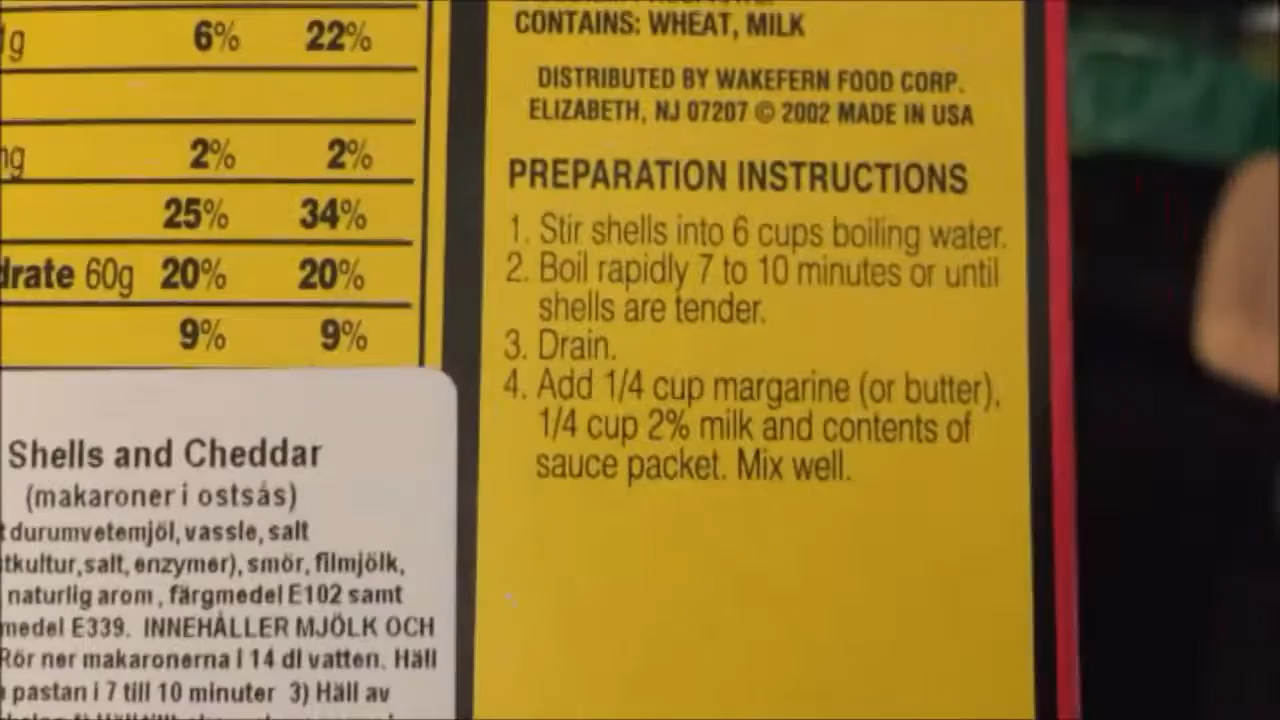 1g 6% 22%
2% 2%
25% 34%
drate 60g 20% 20%
9% 9%
Shells and Cheddar
(makaroner i ostsås)
durumvetemjöl, vassle, salt
tkultur, salt, enzymer), smör, filmjölk,
naturlig arom, färgmedel E102 samt
medel E339. INNEHÅLLER MJÖLK OCH
Rör ner makaronerna i 14 dl vatten. Häll
pastan i 7 till 10 minuter 3) Häll av
CONTAINS: WHEAT, MILK
DISTRIBUTED BY WAKEFERN FOOD CORP.
ELIZABETH, NJ 07207 © 2002 MADE IN USA
PREPARATION INSTRUCTIONS
1. Stir shells into 6 cups boiling water.
2. Boil rapidly 7 to 10 minutes or until
shells are tender.
3. Drain.
4. Add 1/4 cup margarine (or butter),
1/4 cup 2% milk and contents of
sauce packet. Mix well.